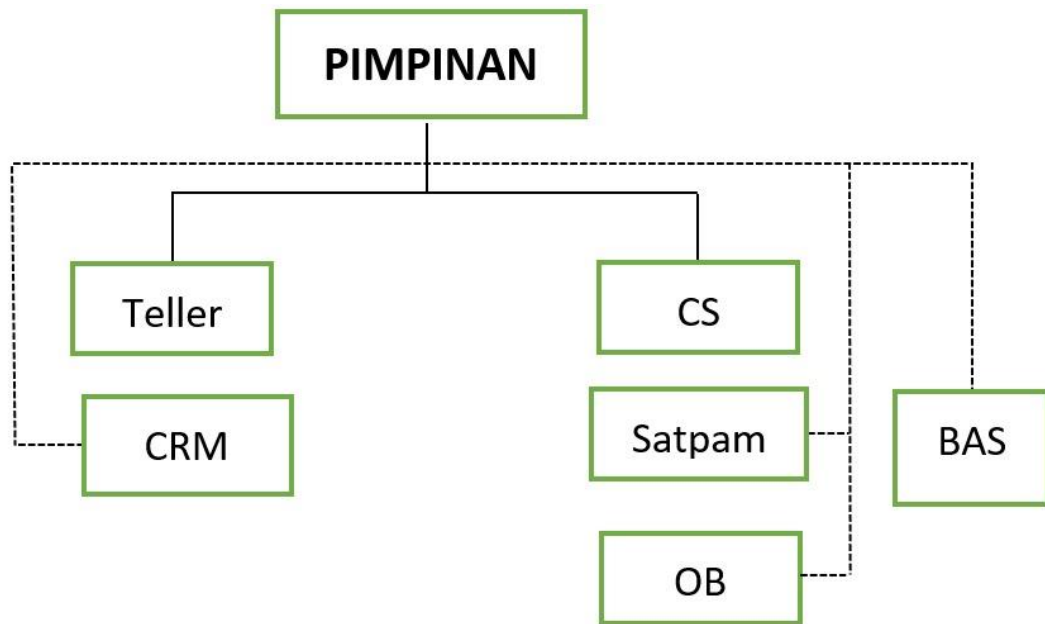 PIMPINAN
Teller
CS
CRM
Satpam
BAS
OB